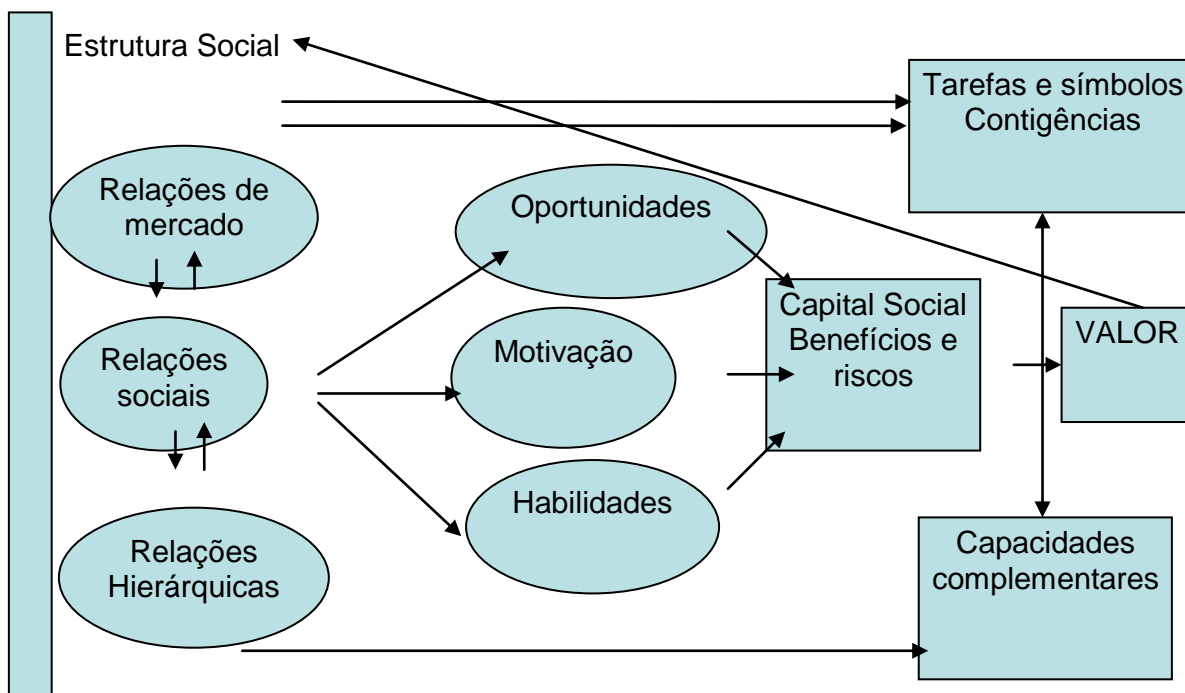 Estrutura Social
Tarefas e símbolos
Contigências
Relações de
mercado
Oportunidades
Capital Social
Benefícios e
riscos
VALOR
Relações
sociais
Motivação
Habilidades
Relações
Hierárquicas
Capacidades
complementares